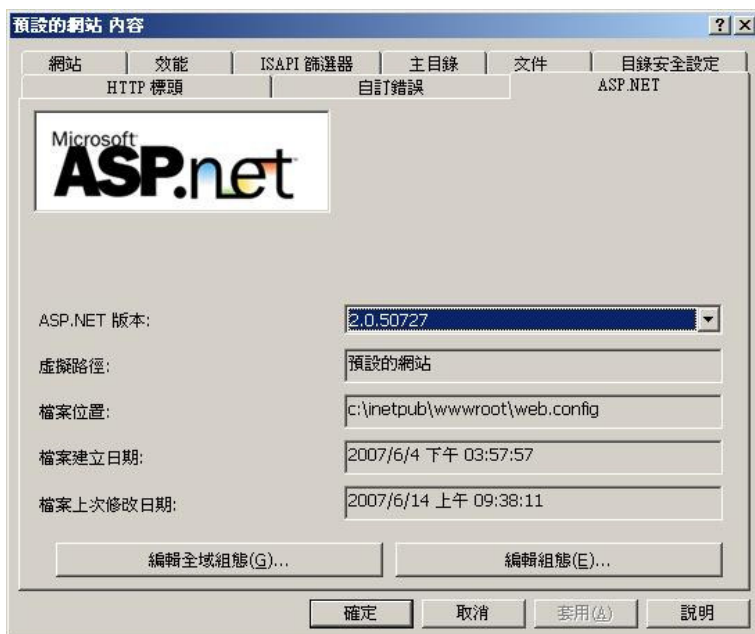 預設的網站 內容
網站 效能 ISAPI 篩選器 主目錄 文件 目錄安全設定
HTTP 標頭 自訂錯誤 ASP.NET
Microsoft
ASP.net
ASP.NET 版本: 2.0.50727
虛擬路徑: 預設的網站
檔案位置: c:\inetpub\wwwroot\web.config
檔案建立日期: 2007/6/4 下午 03:57:57
檔案上次修改日期: 2007/6/14 上午 09:38:11
編輯全域組態(G)... 編輯組態(E)...
確定 取消 套用(A) 說明